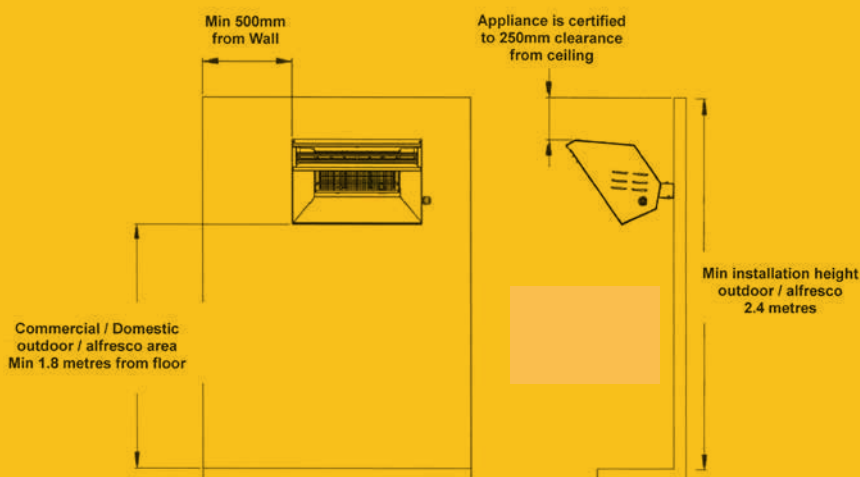 Min 500mm
from Wall
Appliance is certified
to 250mm clearance
from ceiling
Commercial / Domestic
outdoor / alfresco area
Min 1.8 metres from floor
Min installation height
outdoor / alfresco
2.4 metres